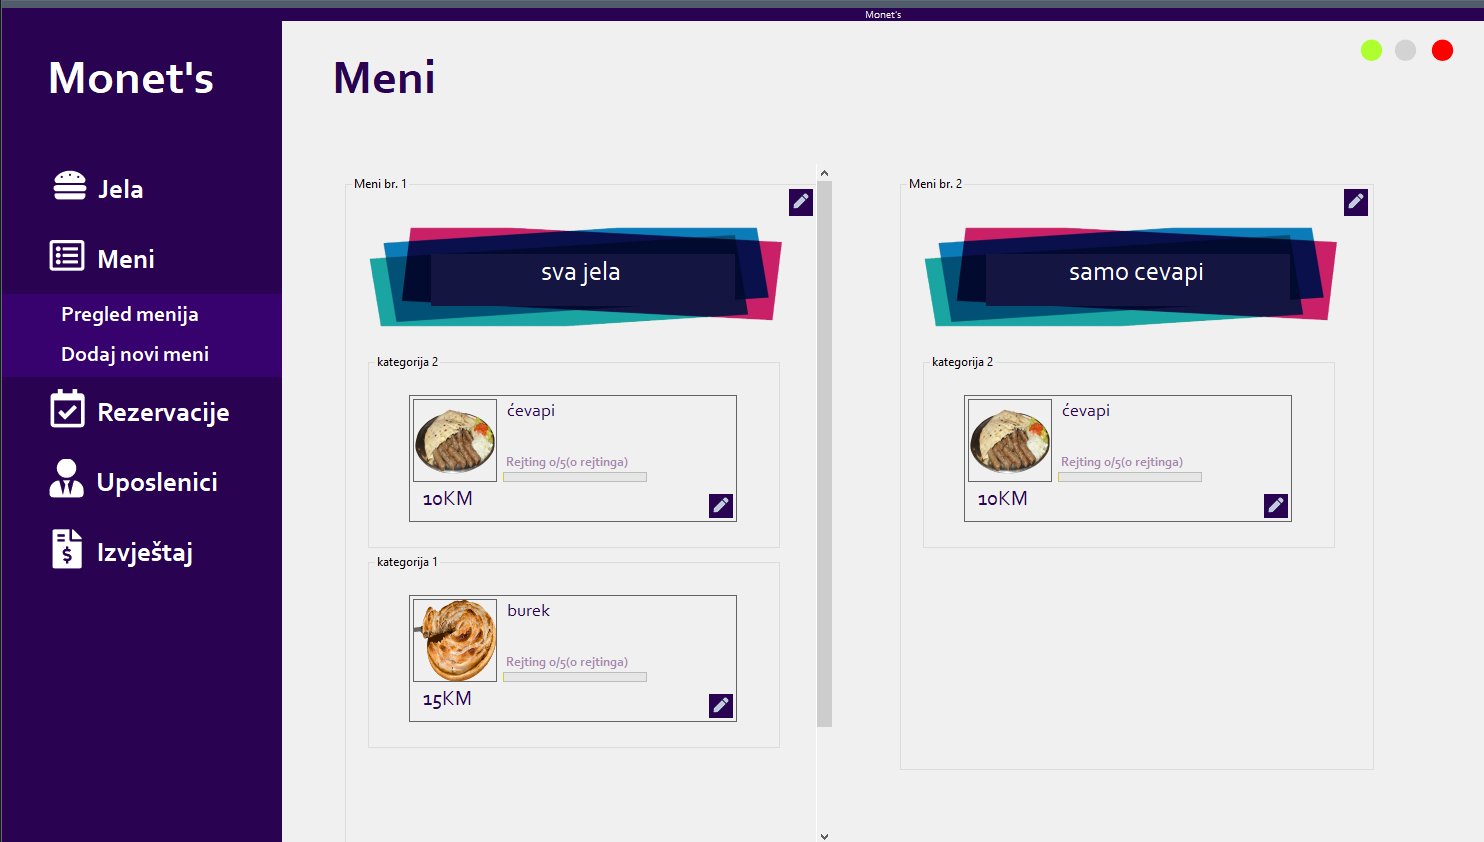 Monet's
Monet's
Jela
Meni
Pregled menija
Dodaj novi meni
Rezervacije
Uposlenici
Izvještaj
Meni
Meni br. 1
sva jela
kategorija 2
ćevapi
Rejting 0/5(0 rejtinga)
10KM
kategorija 1
burek
Rejting 0/5(0 rejtinga)
15KM
Meni br. 2
samo cevapi
kategorija 2
ćevapi
Rejting 0/5(0 rejtinga)
10KM